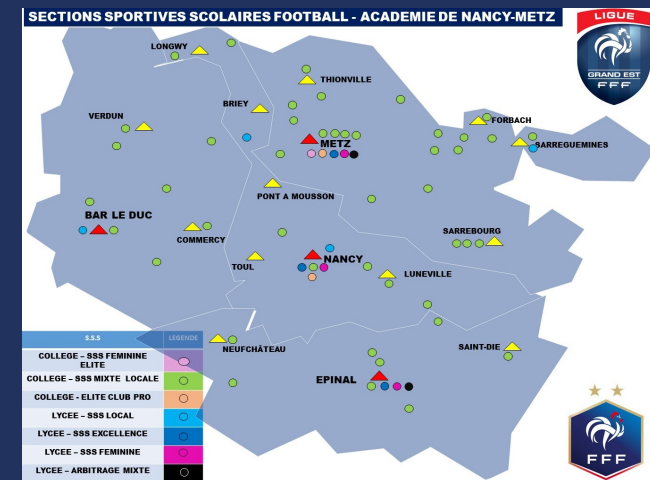 SECTIONS SPORTIVES SCOLAIRES FOOTBALL - ACADEMIE DE NANCY-METZ
LIGUE
GRAND EST
FFF
LONGWY
THIONVILLE
BRIEY
VERDUN
FORBACH
METZ
SARREGUEMINES
PONT A MOUSSON
BAR LE DUC
COMMERCY
SARREBOURG
NANCY
TOUL
LUNEVILLE
NEUFCHÂTEAU
SAINT-DIE
EPINAL
S.S.S LEGENDE
COLLEGE – SSS FEMININE
ELITE
COLLEGE – SSS MIXTE LOCALE
COLLEGE - ELITE CLUB PRO
LYCEE – SSS LOCAL
LYCEE – SSS EXCELLENCE
LYCEE – SSS FEMININE
LYCEE – ARBITRAGE MIXTE
FFF